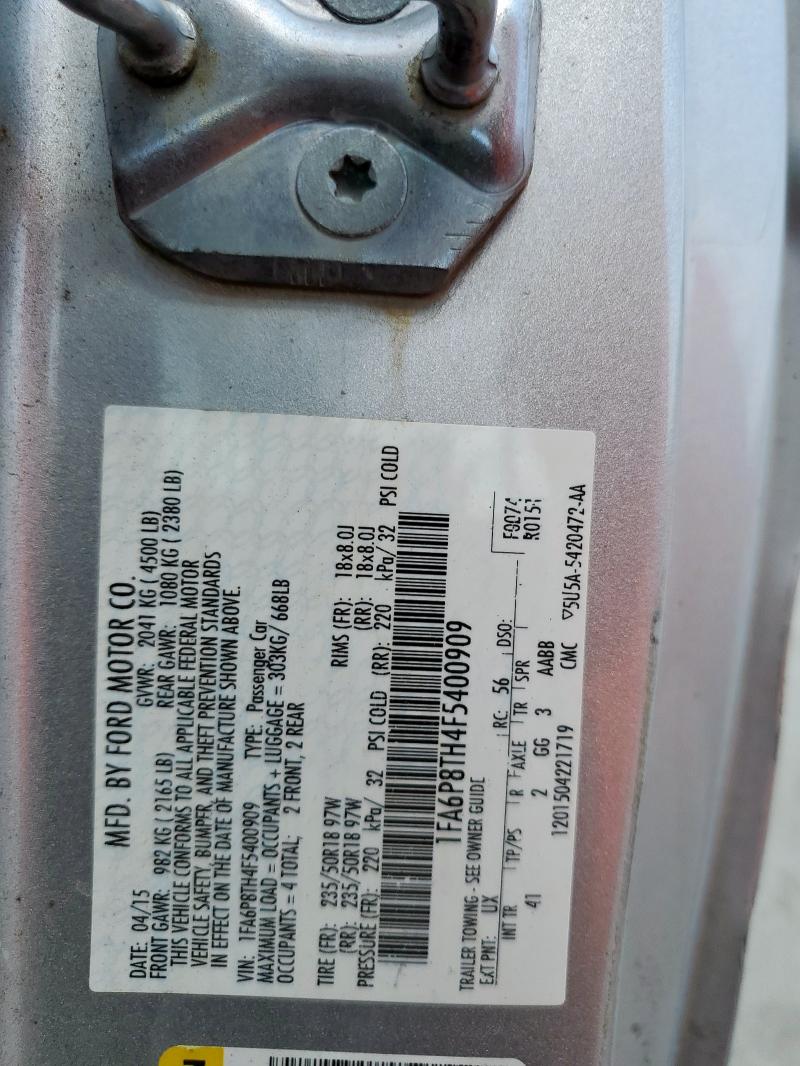 MFD. BY FORD MOTOR CO.
DATE: 04/15 GVWR: 2041 KG ( 4500 LB)
FRONT GAWR: 982 KG ( 2165 LB) REAR GAWR: 1080 KG ( 2380 LB)
THIS VEHICLE CONFORMS TO ALL APPLICABLE FEDERAL MOTOR
VEHICLE SAFETY, BUMPER, AND THEFT PREVENTION STANDARDS
IN EFFECT ON THE DATE OF MANUFACTURE SHOWN ABOVE.
VIN: 1FA6P8TH4F5400909 TYPE: Passenger Car
MAXIMUM LOAD = OCCUPANTS + LUGGAGE = 303KG/ 668LB
OCCUPANTS = 4 TOTAL; 2 FRONT, 2 REAR
TIRE (FR): 235/50R18 97W RIMS (FR): 18x8.0J
(RR): 235/50R18 97W (RR): 18x8.0J
PRESSURE (FR): 220 kPa/ 32 PSI COLD (RR): 220 kPa/ 32 PSI COLD
1FA6P8TH4F5400909
TRAILER TOWING - SEE OWNER GUIDE
EXT PNT: UX RC: 56 DSO: F0074
R0151
INT TR TP/PS R AXLE TR SPR
41 2 GG 3 AABB
1201504221719 CMC ▽5U5A-5420472-AA